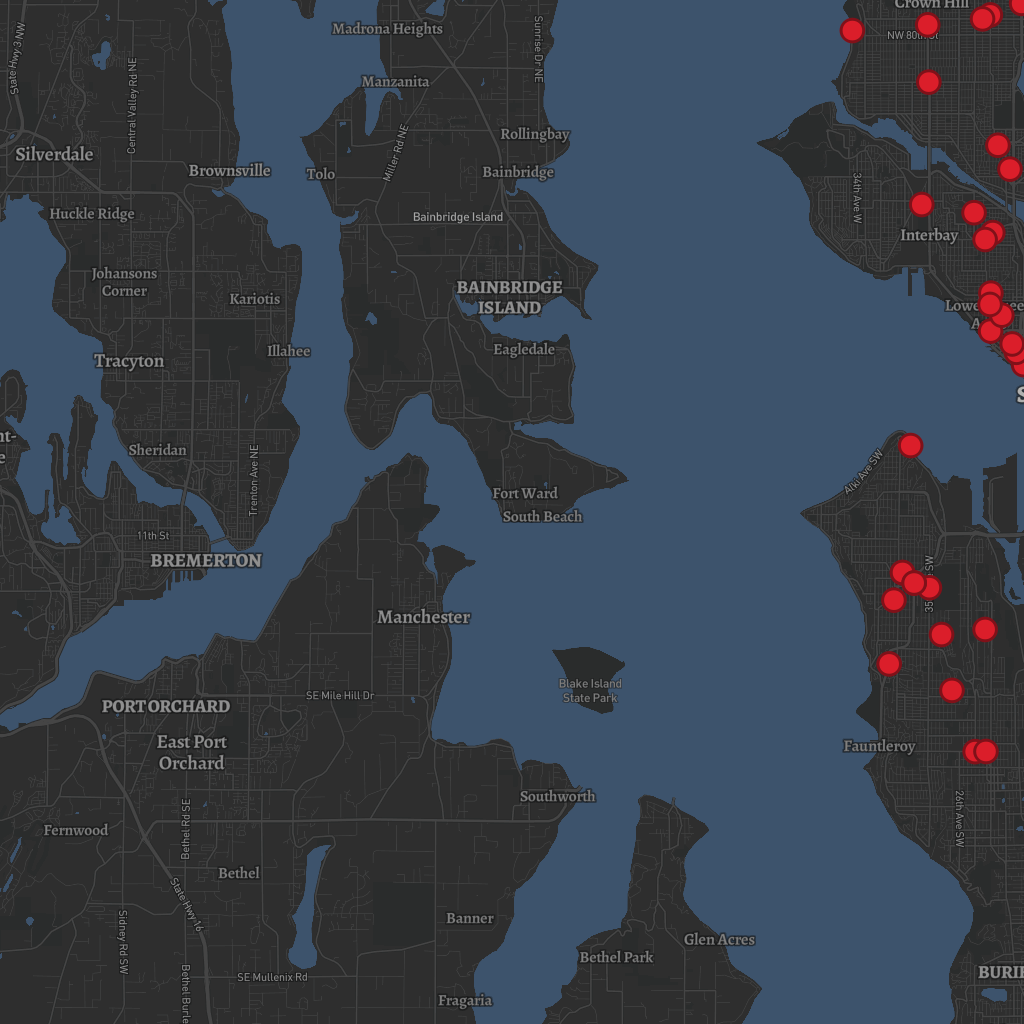 Crown Hill
Madrona Heights
NW 80th St
Sunrise Dr NE
State Hwy 3 NW
Manzanita
Central Valley Rd NE
Rollingbay
Miller Rd NE
Silverdale
Brownsville
Tolo
Bainbridge
34th Ave W
Huckle Ridge
Bainbridge Island
Interbay
Johansons
Corner
BAINBRIDGE
ISLAND
Kariotis
Eagledale
Illahee
Tracyton
Sheridan
Trenton Ave NE
Alki Ave SW
Fort Ward
South Beach
11th St
BREMERTON
Manchester
Blake Island
State Park
SE Mile Hill Dr
PORT ORCHARD
East Port
Orchard
Fauntleroy
Southworth
26th Ave SW
Fernwood
Bethel Rd SE
Bethel
State Hwy 16
Banner
Sidney Rd SW
Glen Acres
Bethel Park
SE Mullenix Rd
Fragaria